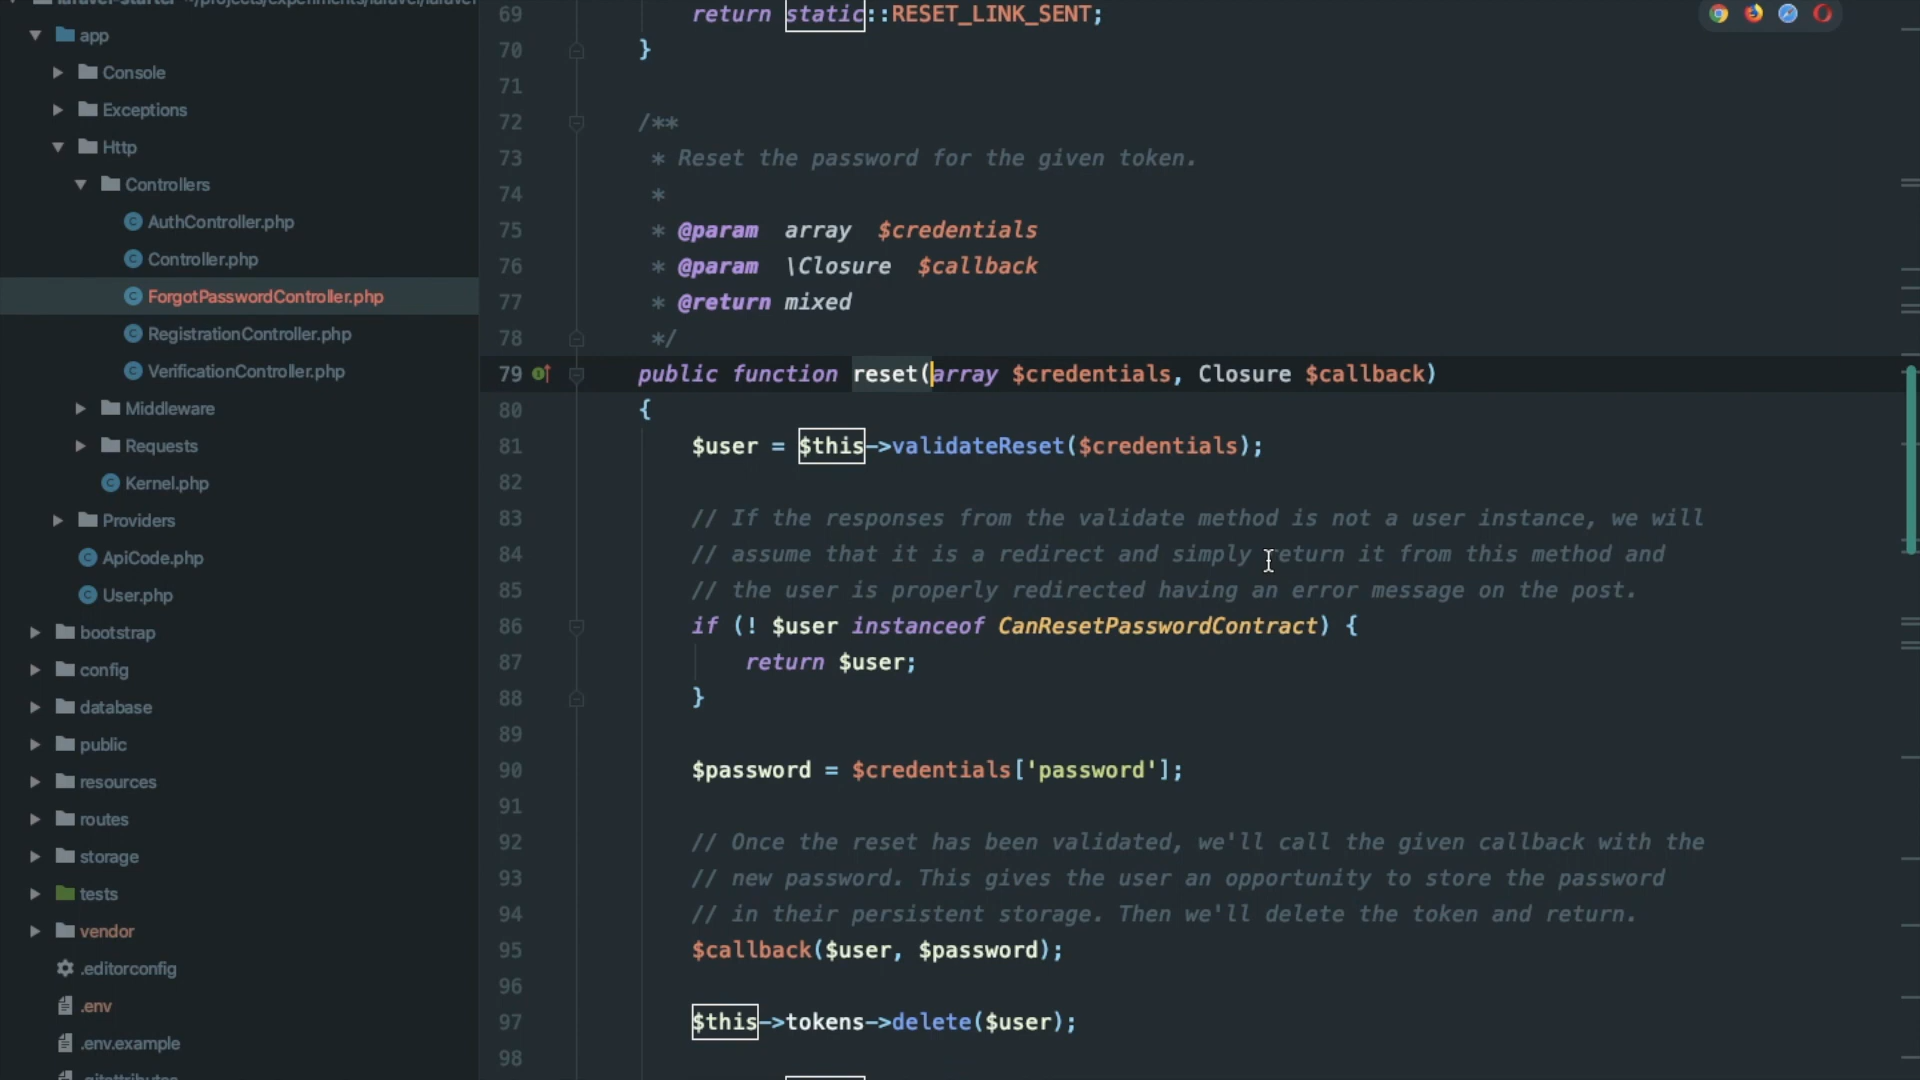 laravel-starter ~/projects/experiments/laravel/laravel
app
Console
Exceptions
Http
Controllers
AuthController.php
Controller.php
ForgotPasswordController.php
RegistrationController.php
VerificationController.php
Middleware
Requests
Kernel.php
Providers
ApiCode.php
User.php
bootstrap
config
database
public
resources
routes
storage
tests
vendor
.editorconfig
.env
.env.example
.gitattributes
69 return static::RESET_LINK_SENT;
70 }
71
72 /**
73 * Reset the password for the given token.
74 *
75 * @param array $credentials
76 * @param \Closure $callback
77 * @return mixed
78 */
79 public function reset(array $credentials, Closure $callback)
80 {
81 $user = $this->validateReset($credentials);
82
83 // If the responses from the validate method is not a user instance, we will
84 // assume that it is a redirect and simply return it from this method and
85 // the user is properly redirected having an error message on the post.
86 if (! $user instanceof CanResetPasswordContract) {
87 return $user;
88 }
89
90 $password = $credentials['password'];
91
92 // Once the reset has been validated, we'll call the given callback with the
93 // new password. This gives the user an opportunity to store the password
94 // in their persistent storage. Then we'll delete the token and return.
95 $callback($user, $password);
96
97 $this->tokens->delete($user);
98